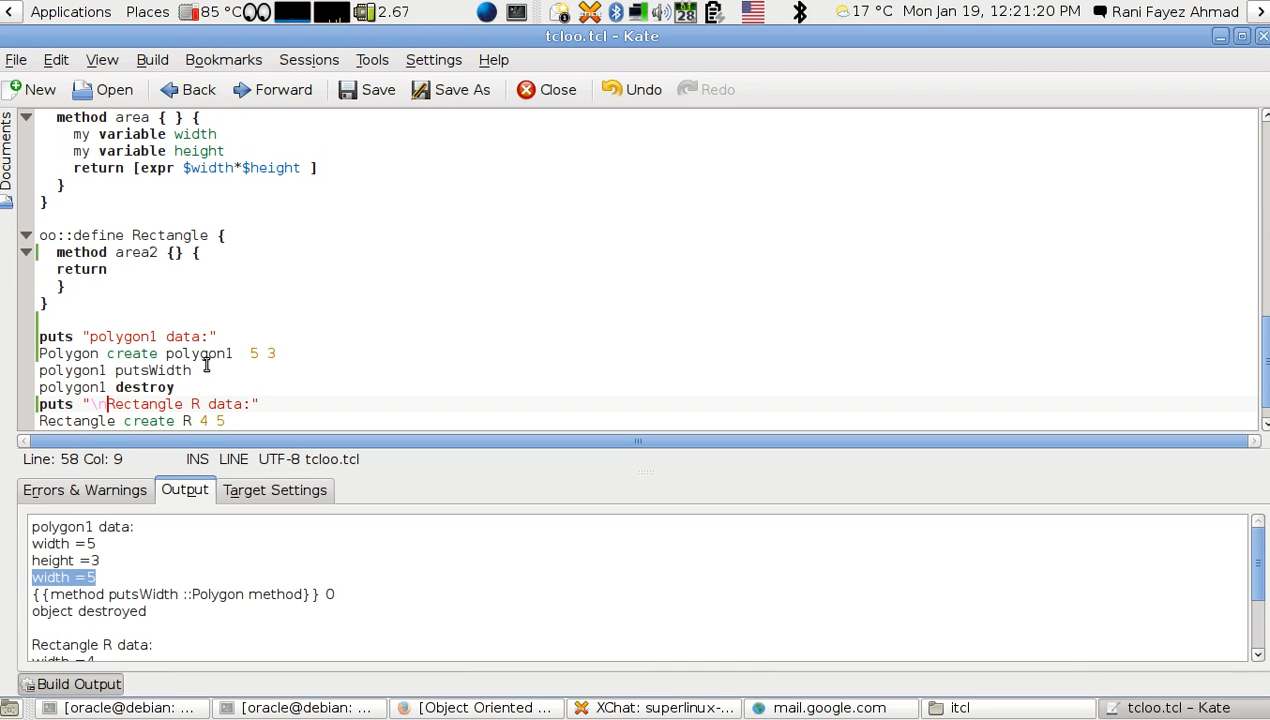 Applications Places 85 °C 2.67 28 17 °C Mon Jan 19, 12:21:20 PM Rani Fayez Ahmad
tcloo.tcl – Kate
File Edit View Build Bookmarks Sessions Tools Settings Help
New Open Back Forward Save Save As Close Undo Redo
Documents
method area { } {
my variable width
my variable height
return [expr $width*$height ]
}
}
oo::define Rectangle {
method area2 {} {
return
}
}
puts "polygon1 data:"
Polygon create polygon1  5 3
polygon1 putsWidth
polygon1 destroy
puts "\nRectangle R data:"
Rectangle create R 4 5
Line: 58 Col: 9 INS LINE UTF-8 tcloo.tcl
Errors & Warnings Output Target Settings
polygon1 data:
width =5
height =3
width =5
{{method putsWidth ::Polygon method}} 0
object destroyed
Rectangle R data:
width =4
Build Output
[oracle@debian: ... [oracle@debian: ... [Object Oriented ... XChat: superlinux-... mail.google.com itcl tcloo.tcl – Kate